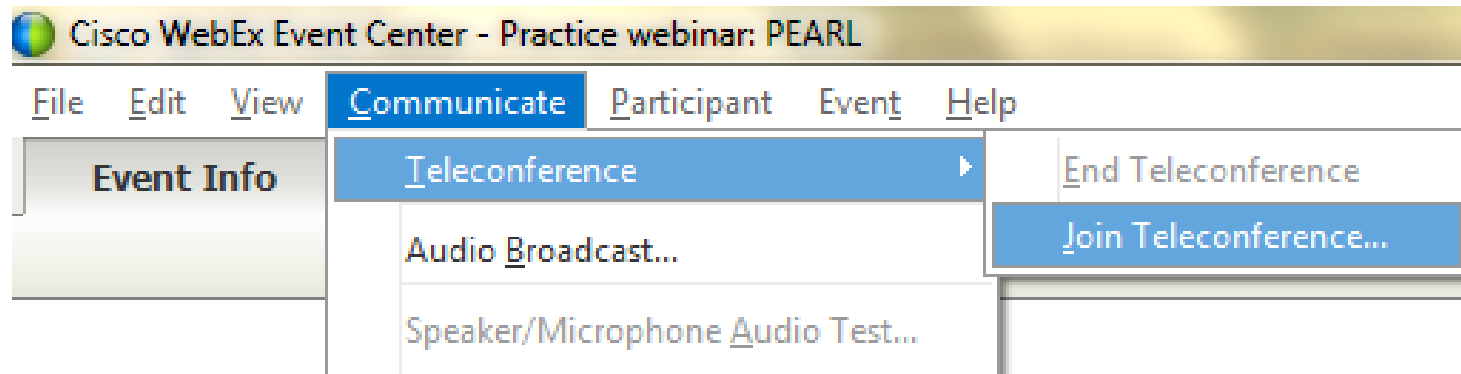 Cisco WebEx Event Center - Practice webinar: PEARL
File Edit View Communicate Participant Event Help
Event Info
Teleconference
End Teleconference
Join Teleconference...
Audio Broadcast...
Speaker/Microphone Audio Test...